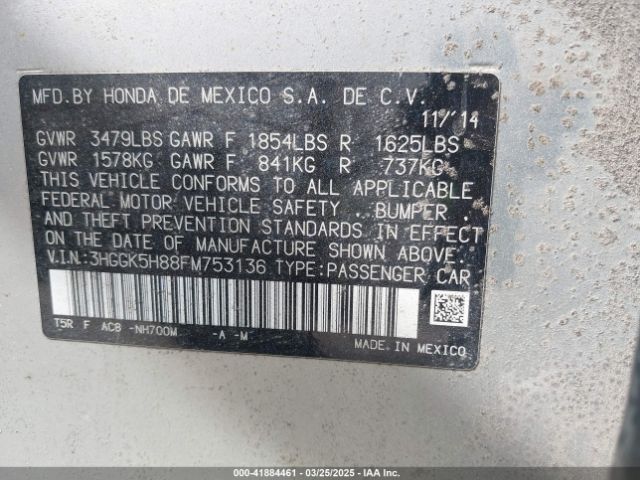 MFD.BY HONDA DE MEXICO S.A. DE C.V.
11/'14
GVWR 3479LBS GAWR F 1854LBS R 1625LBS
GVWR 1578KG GAWR F 841KG R 737KG
THIS VEHICLE CONFORMS TO ALL APPLICABLE
FEDERAL MOTOR VEHICLE SAFETY , BUMPER ,
AND THEFT PREVENTION STANDARDS IN EFFECT
ON THE DATE OF MANUFACTURE SHOWN ABOVE.
V.I.N.:3HGGK5H88FM753136 TYPE:PASSENGER CAR
T5R F AC8 -NH700M -A -M
MADE IN MEXICO
000-41884461 - 03/25/2025 - IAA Inc.